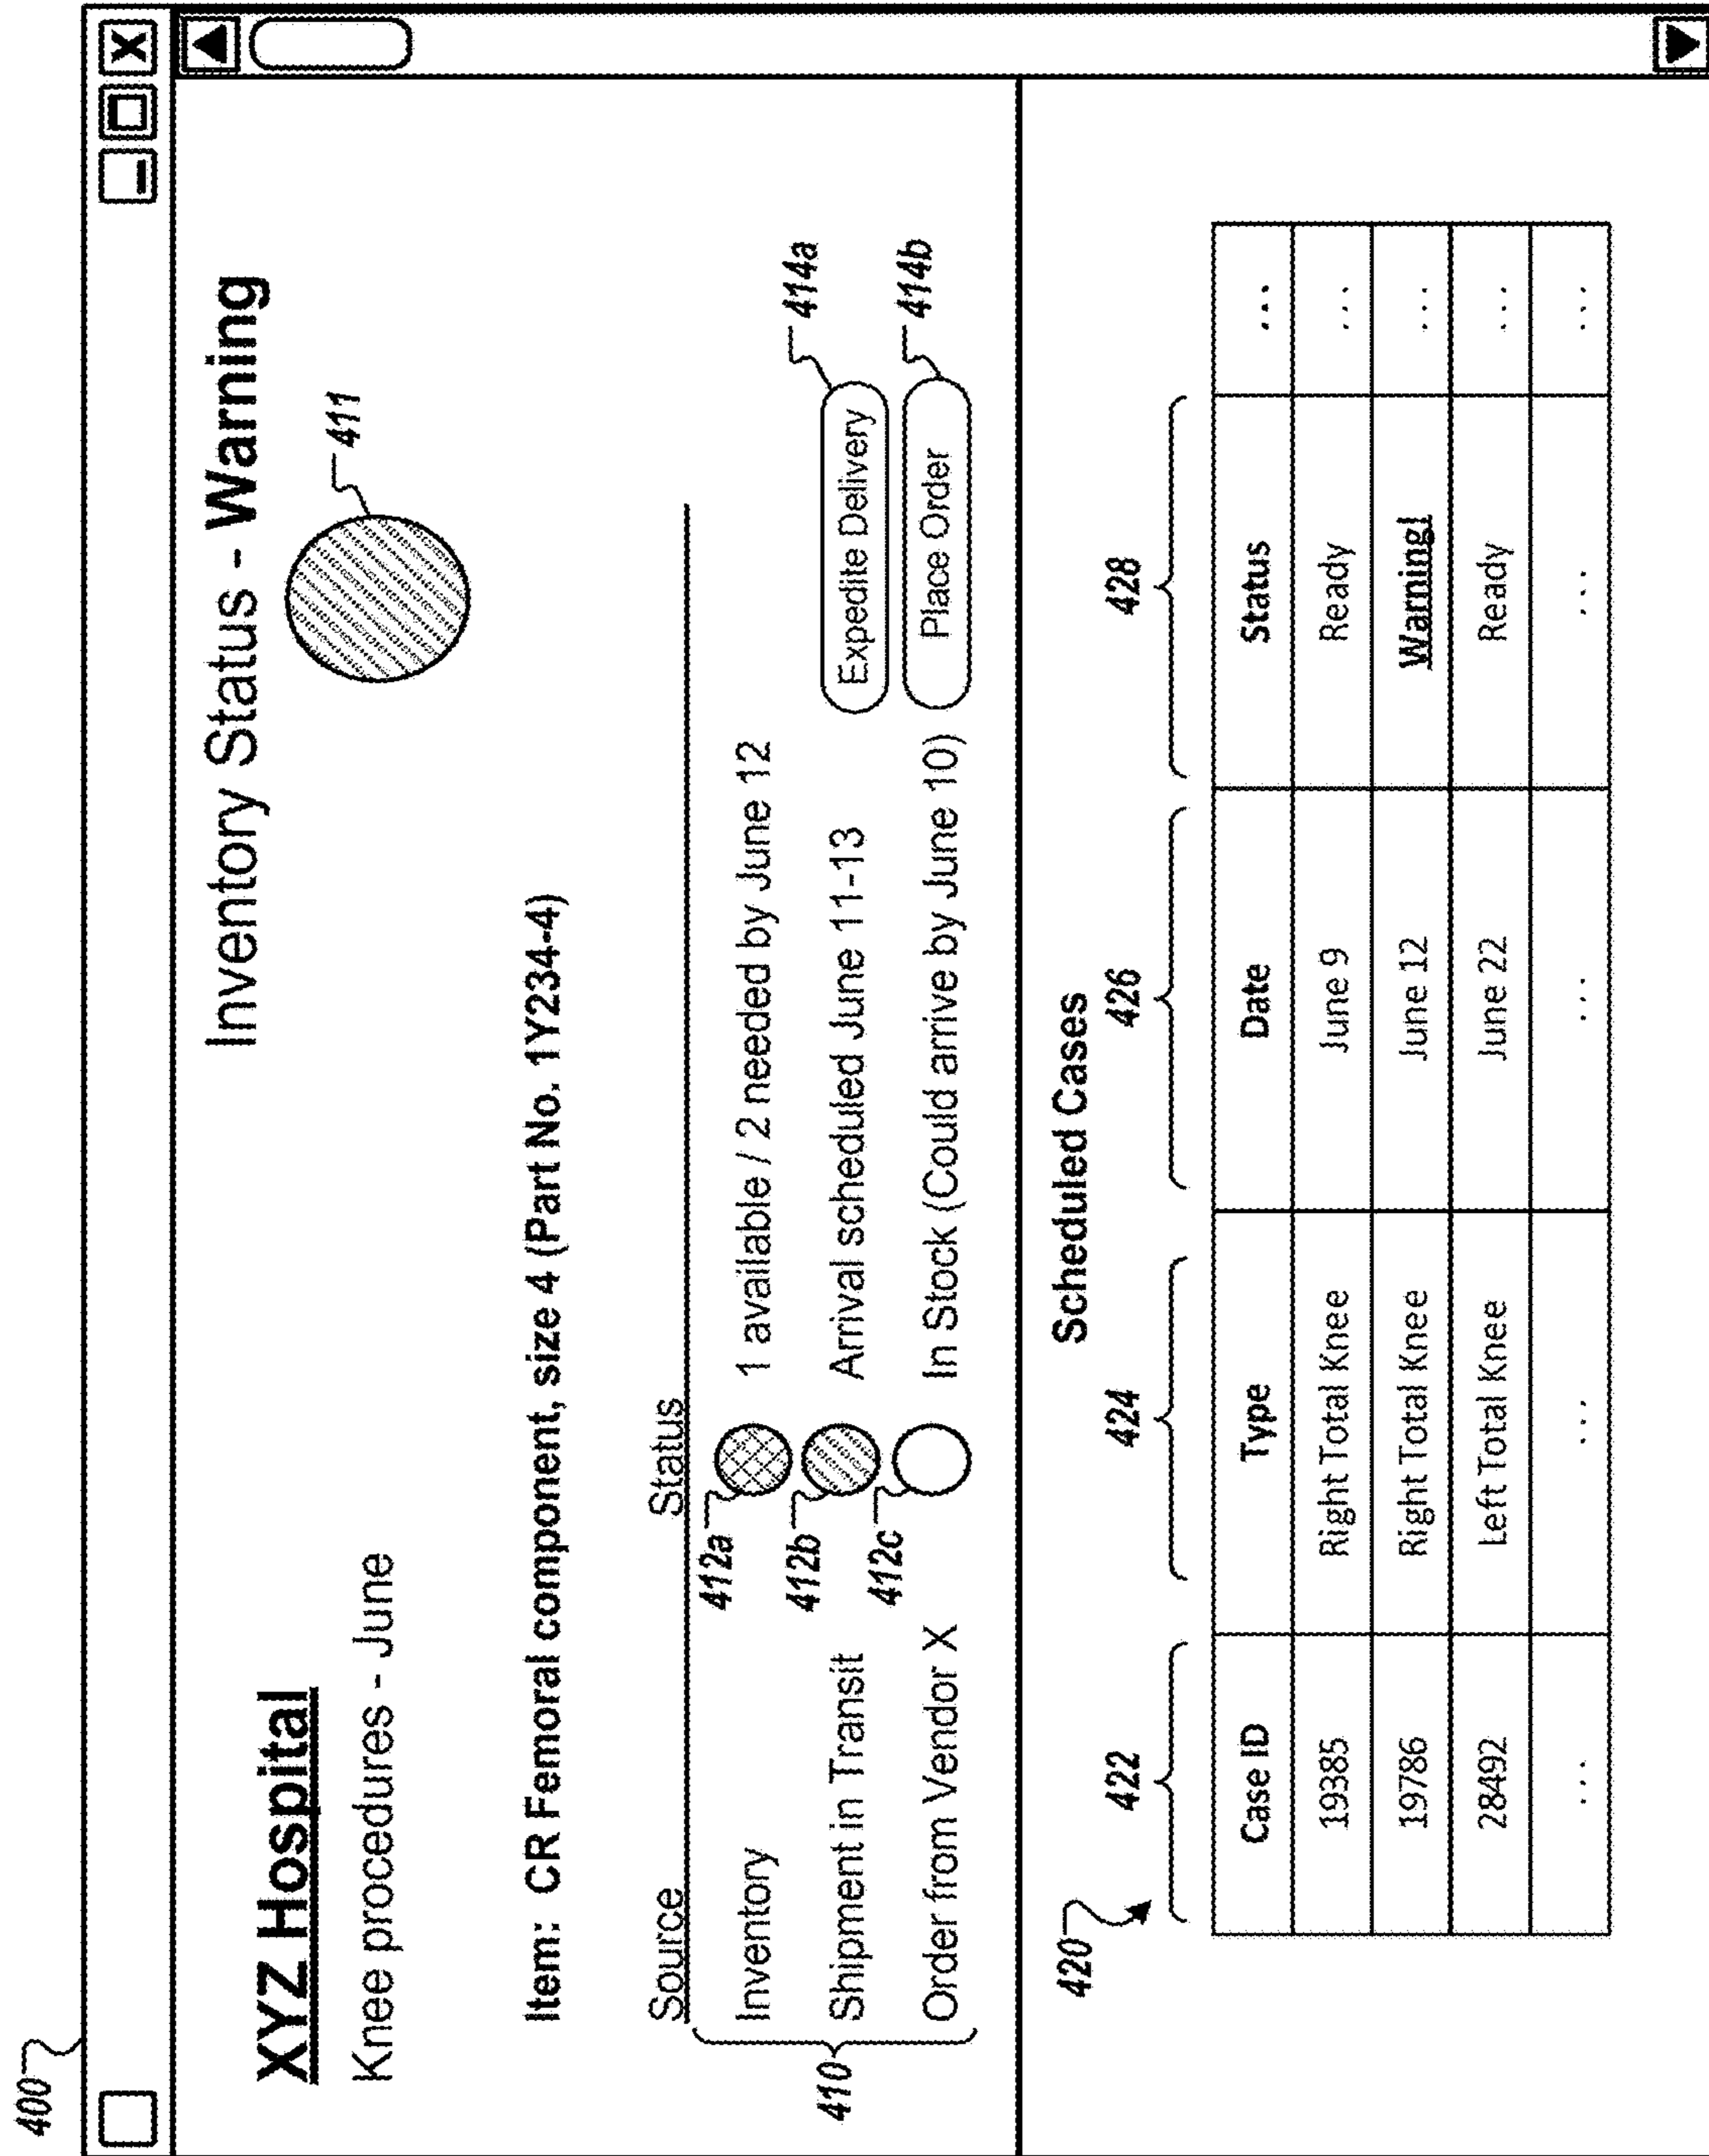 400
X
Inventory Status - Warning
XYZ Hospital
Knee procedures - June
411
Item: CR Femoral component, size 4 (Part No. 1Y234-4)
Source Status
412a
Inventory 1 available / 2 needed by June 12
414a
412b
Shipment in Transit Arrival scheduled June 11-13 Expedite Delivery
410
414b
412c
Order from Vendor X In Stock (Could arrive by June 10) Place Order
Scheduled Cases
420
422 424 426 428
Case ID Type Date Status ...
19385 Right Total Knee June 9 Ready ...
19786 Right Total Knee June 12 Warning! ...
28492 Left Total Knee June 22 Ready ...
... ... ... ... ...